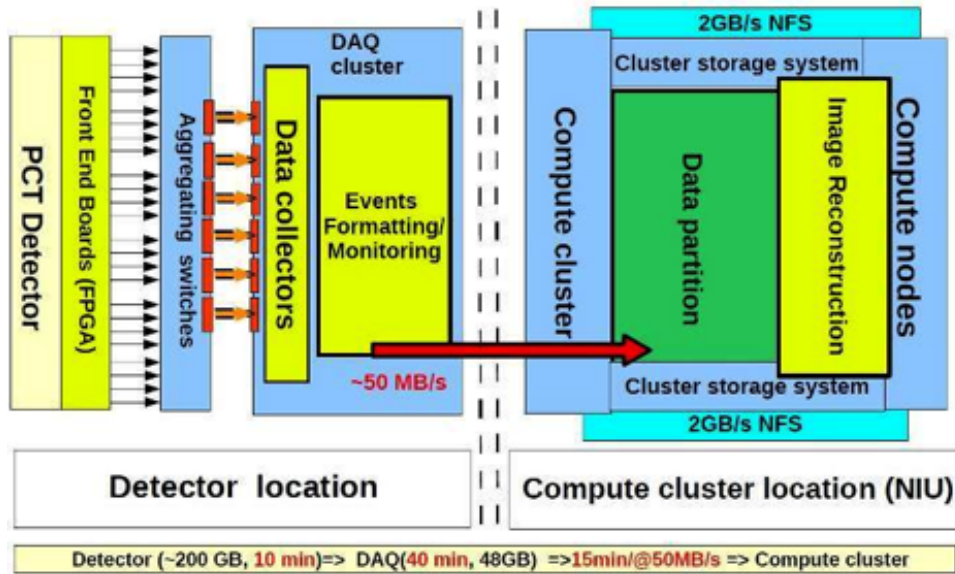 PCT Detector
Front End Boards (FPGA)
Aggregating switches
DAQ
cluster
Data collectors
Events
Formatting/
Monitoring
~50 MB/s
2GB/s NFS
Cluster storage system
Compute cluster
Data partition
Image Reconstruction
Compute nodes
Cluster storage system
2GB/s NFS
Detector location
Compute cluster location (NIU)
Detector (~200 GB, 10 min)=> DAQ(40 min, 48GB) =>15min/@50MB/s => Compute cluster